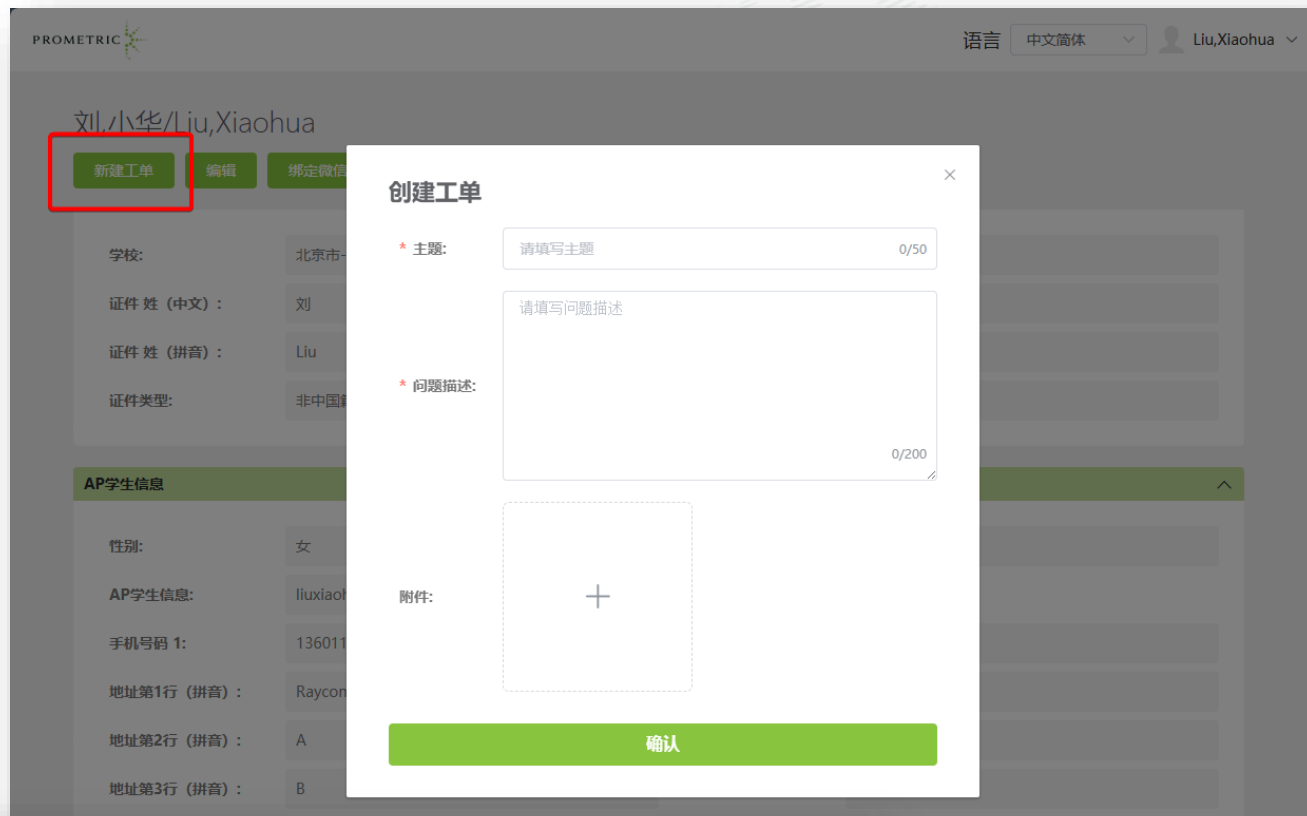 PROMETRIC
语言 中文简体 Liu,Xiaohua
刘,小华/Liu,Xiaohua
新建工单 编辑 绑定微信
创建工单
* 主题: 请填写主题 0/50
* 问题描述: 请填写问题描述
0/200
附件:
确认
学校: 北京市-
证件 姓（中文）: 刘
证件 姓（拼音）: Liu
证件类型: 非中国
AP学生信息
性别: 女
AP学生信息: liuxiaoh
手机号码 1: 136011
地址第1行（拼音）: Raycon
地址第2行（拼音）: A
地址第3行（拼音）: B